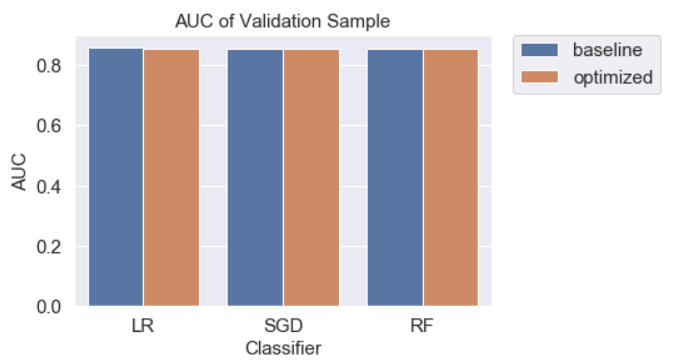 AUC of Validation Sample
baseline
optimized
AUC
0.8
0.6
0.4
0.2
0.0
LR SGD RF
Classifier